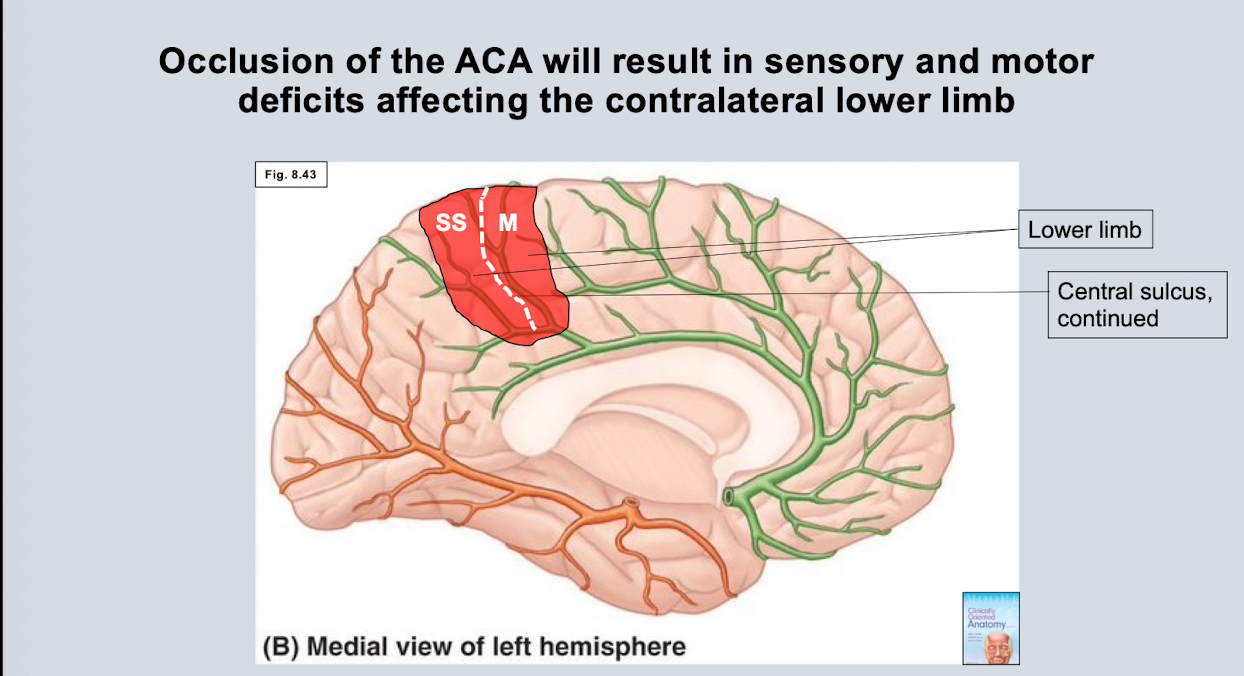 Occlusion of the ACA will result in sensory and motor
deficits affecting the contralateral lower limb
Fig. 8.43
SS M
Lower limb
Central sulcus,
continued
(B) Medial view of left hemisphere
Clinically
Oriented
Anatomy